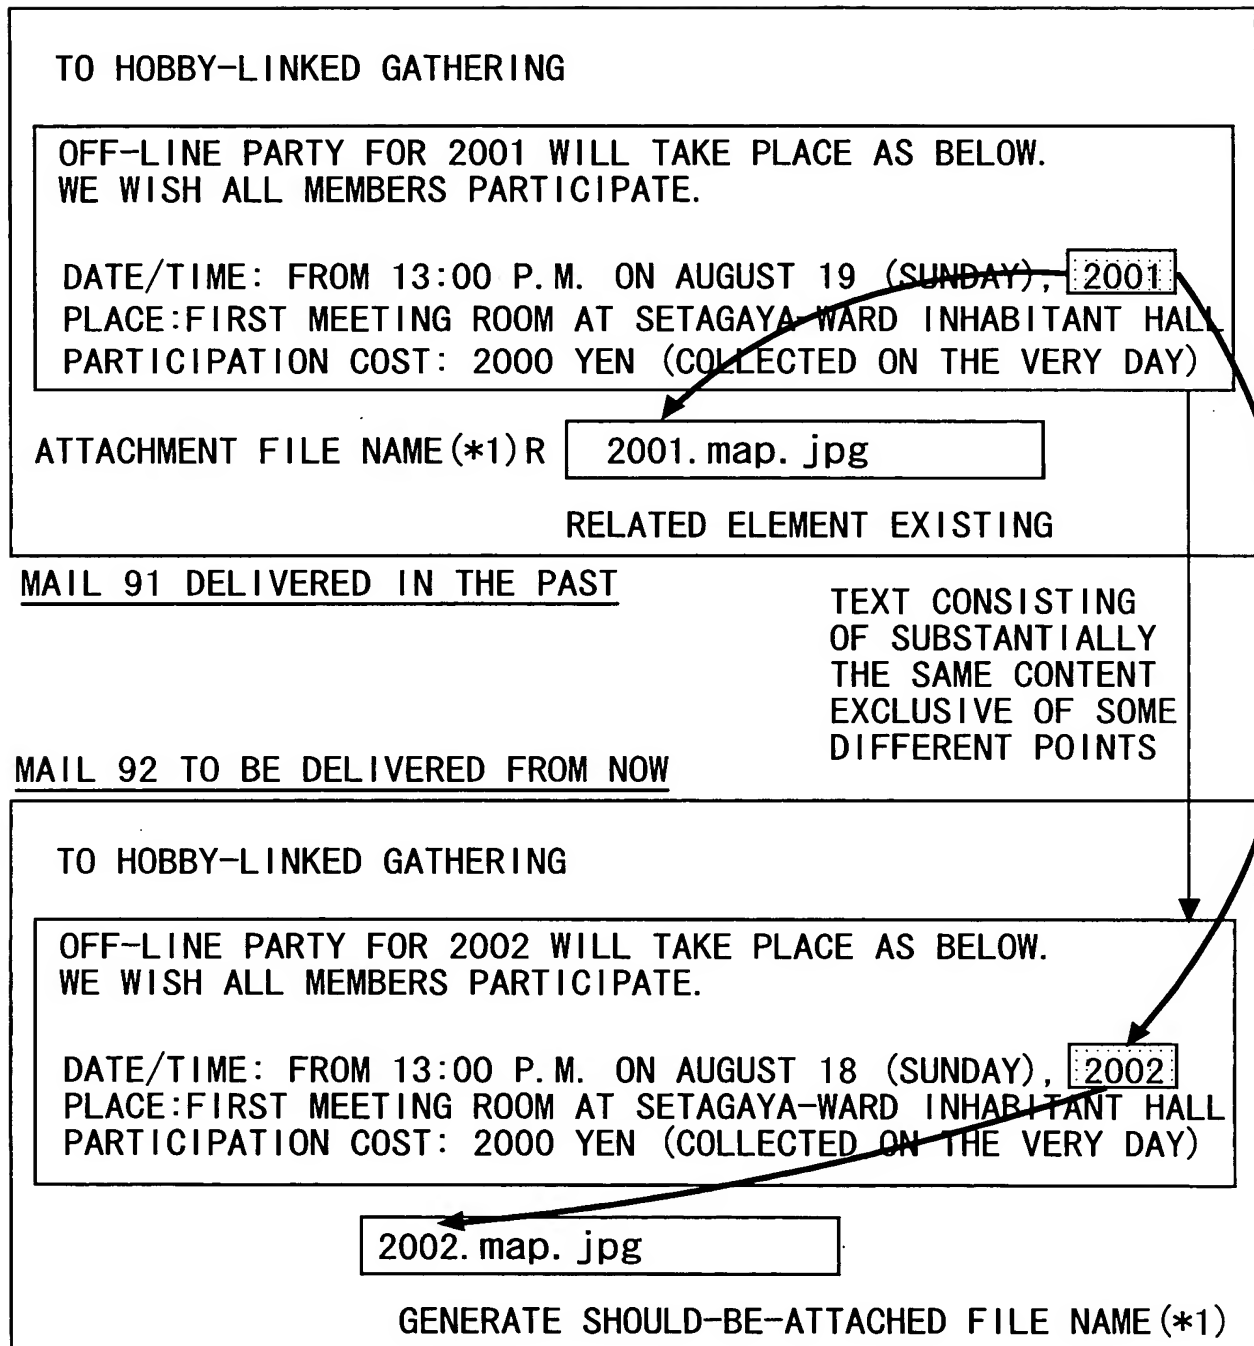 TO HOBBY-LINKED GATHERING
OFF-LINE PARTY FOR 2001 WILL TAKE PLACE AS BELOW.
WE WISH ALL MEMBERS PARTICIPATE.
DATE/TIME: FROM 13:00 P.M. ON AUGUST 19 (SUNDAY), 2001
PLACE:FIRST MEETING ROOM AT SETAGAYA-WARD INHABITANT HALL
PARTICIPATION COST: 2000 YEN (COLLECTED ON THE VERY DAY)
ATTACHMENT FILE NAME(*1)R 2001.map.jpg
RELATED ELEMENT EXISTING
MAIL 91 DELIVERED IN THE PAST
TEXT CONSISTING
OF SUBSTANTIALLY
THE SAME CONTENT
EXCLUSIVE OF SOME
DIFFERENT POINTS
MAIL 92 TO BE DELIVERED FROM NOW
TO HOBBY-LINKED GATHERING
OFF-LINE PARTY FOR 2002 WILL TAKE PLACE AS BELOW.
WE WISH ALL MEMBERS PARTICIPATE.
DATE/TIME: FROM 13:00 P.M. ON AUGUST 18 (SUNDAY), 2002
PLACE:FIRST MEETING ROOM AT SETAGAYA-WARD INHABITANT HALL
PARTICIPATION COST: 2000 YEN (COLLECTED ON THE VERY DAY)
2002.map.jpg
GENERATE SHOULD-BE-ATTACHED FILE NAME(*1)